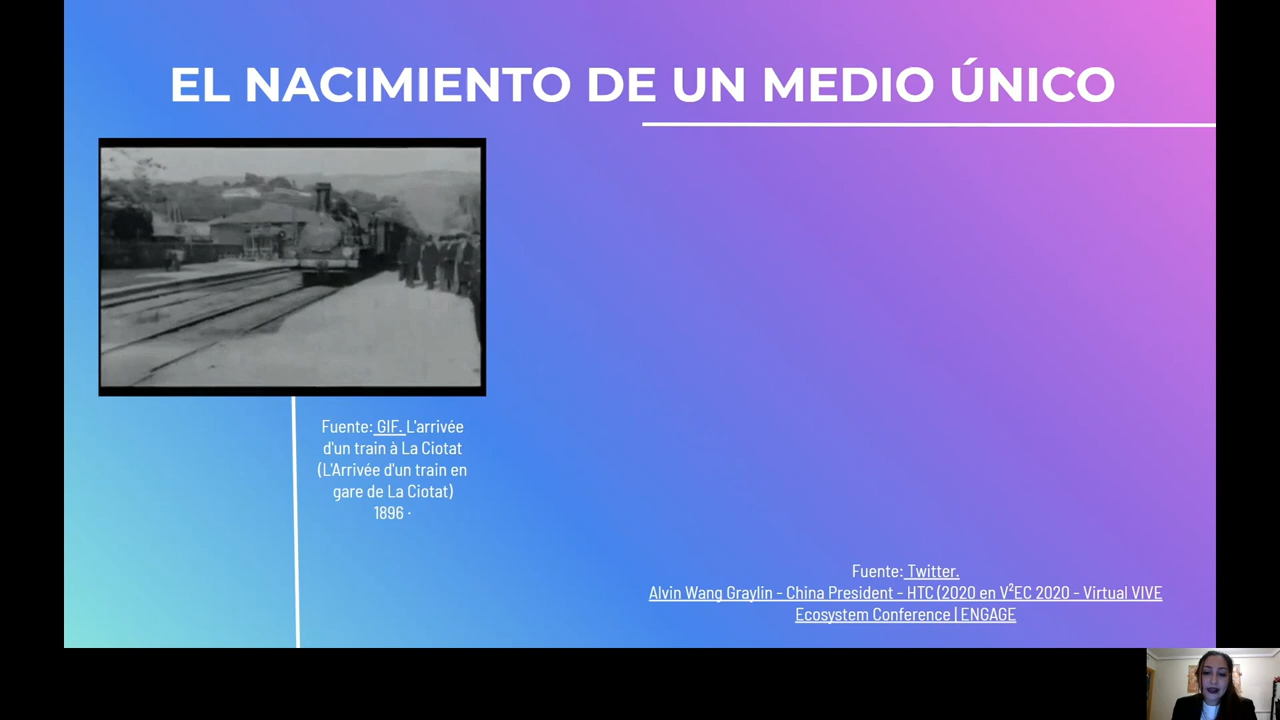 EL NACIMIENTO DE UN MEDIO ÚNICO
Fuente: GIF. L'arrivée
d'un train à La Ciotat
(L'Arrivée d'un train en
gare de La Ciotat)
1896 ·
Fuente: Twitter.
Alvin Wang Graylin - China President - HTC (2020 en V²EC 2020 - Virtual VIVE
Ecosystem Conference | ENGAGE